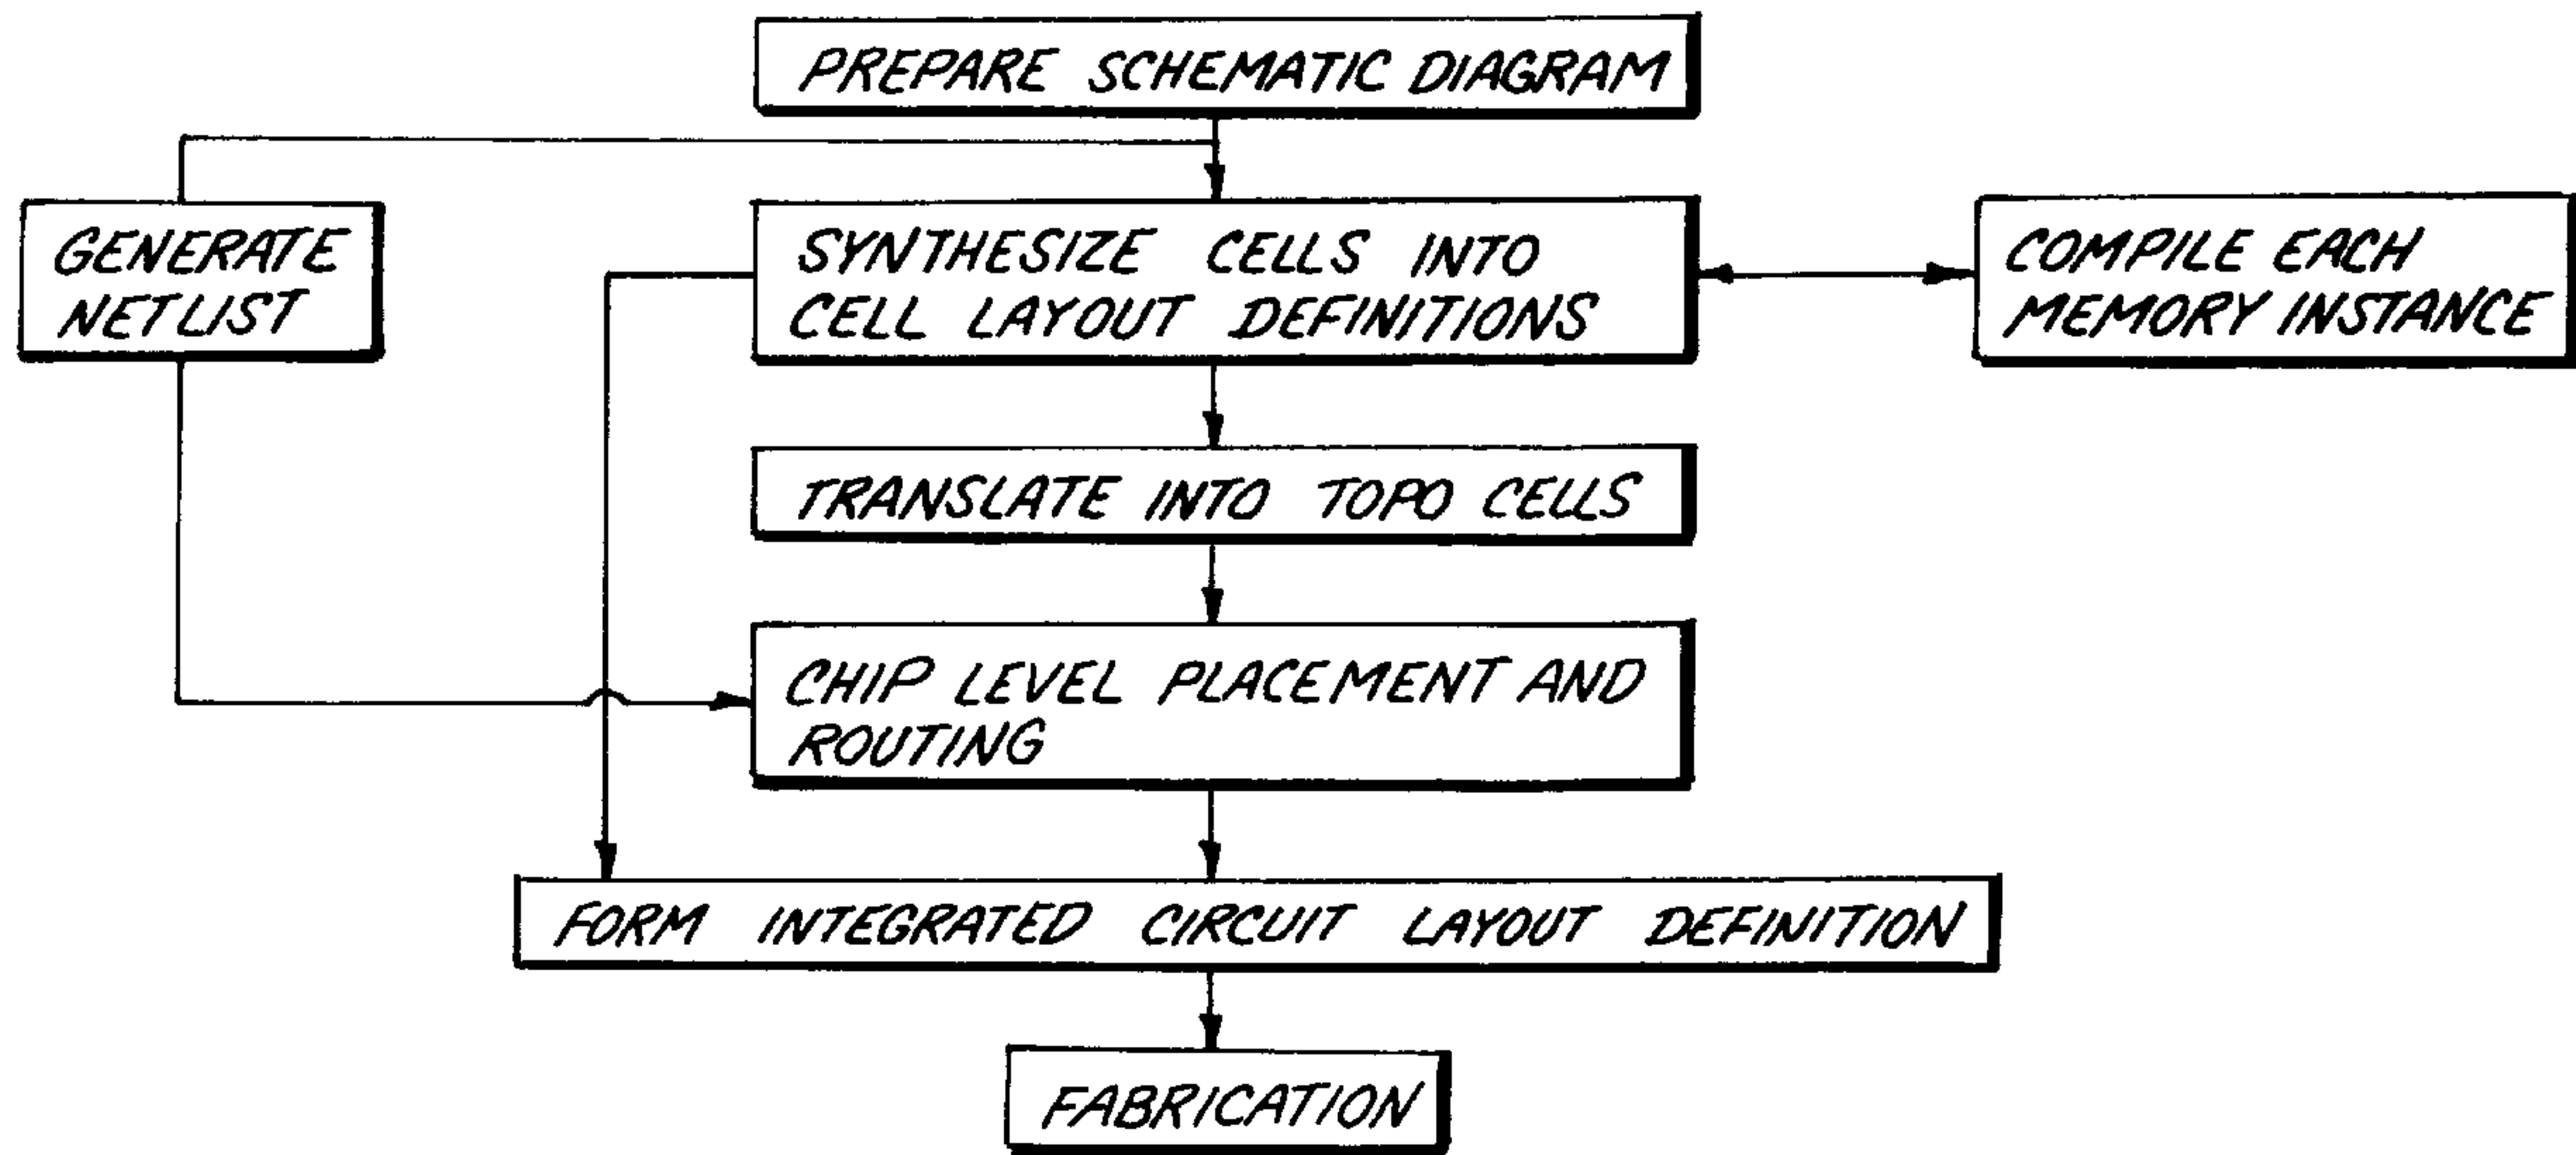 PREPARE SCHEMATIC DIAGRAM
GENERATE
NETLIST
SYNTHESIZE CELLS INTO
CELL LAYOUT DEFINITIONS
COMPILE EACH
MEMORY INSTANCE
TRANSLATE INTO TOPO CELLS
CHIP LEVEL PLACEMENT AND
ROUTING
FORM INTEGRATED CIRCUIT LAYOUT DEFINITION
FABRICATION